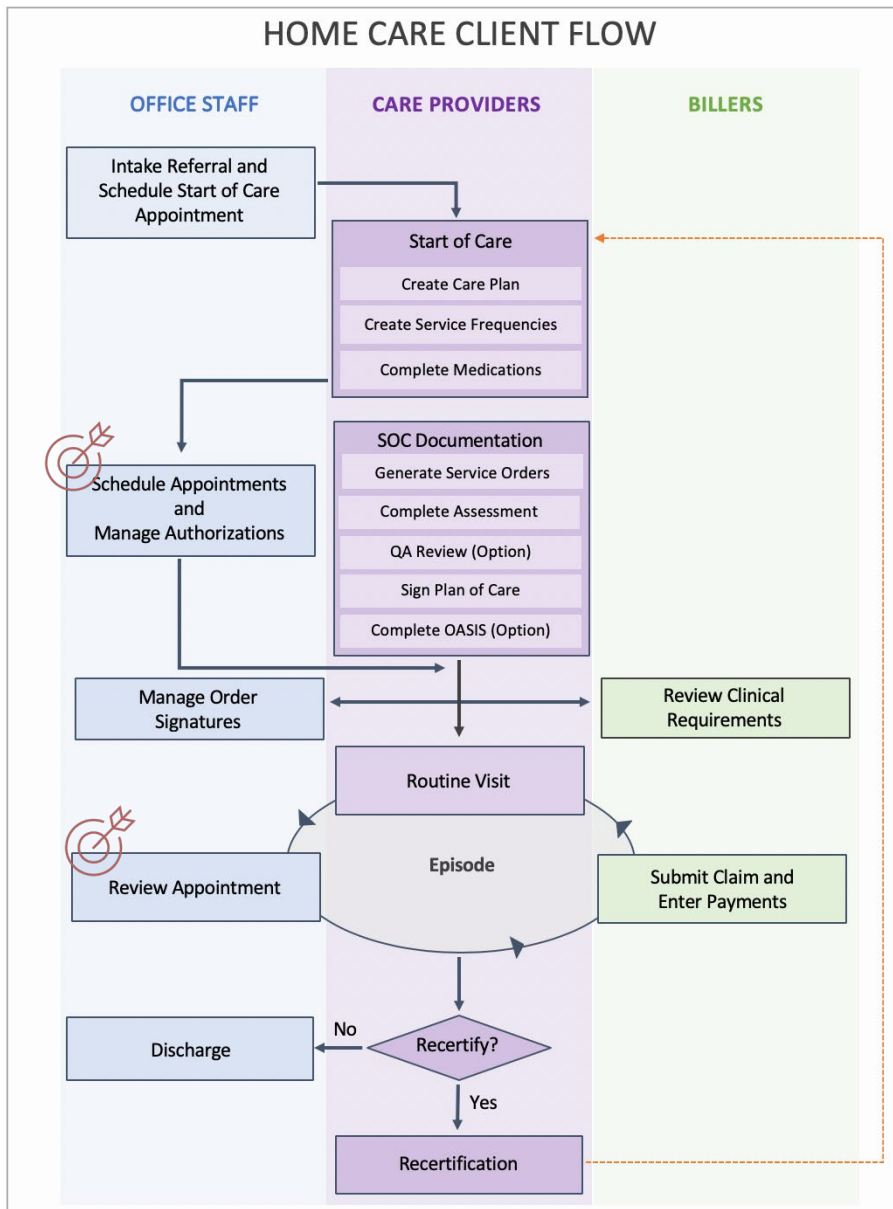 HOME CARE CLIENT FLOW
OFFICE STAFF
CARE PROVIDERS
BILLERS
Intake Referral and
Schedule Start of Care
Appointment
Start of Care
Create Care Plan
Create Service Frequencies
Complete Medications
SOC Documentation
Generate Service Orders
Complete Assessment
QA Review (Option)
Sign Plan of Care
Complete OASIS (Option)
Schedule Appointments
and
Manage Authorizations
Manage Order
Signatures
Review Clinical
Requirements
Routine Visit
Episode
Review Appointment
Submit Claim and
Enter Payments
Recertify?
No
Discharge
Yes
Recertification